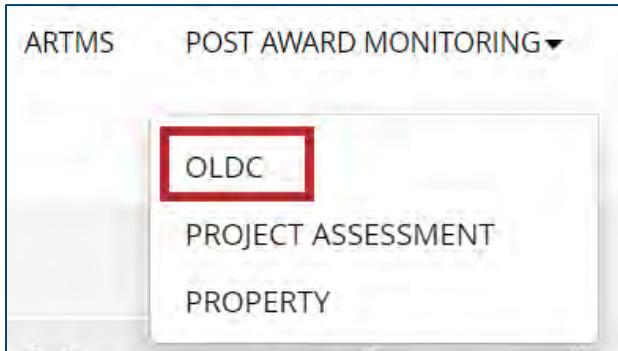 ARTMS POST AWARD MONITORING
OLDC
PROJECT ASSESSMENT
PROPERTY